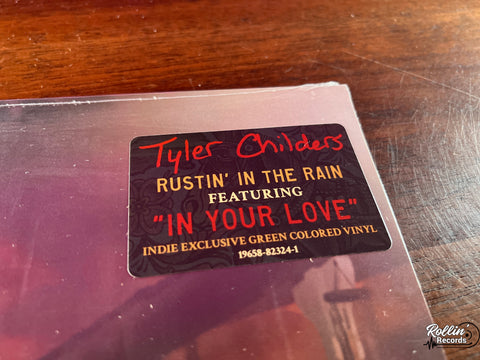 Tyler Childers
RUSTIN' IN THE RAIN
FEATURING
"IN YOUR LOVE"
INDIE EXCLUSIVE GREEN COLORED VINYL
19658-82324-1
Rollin'
Records